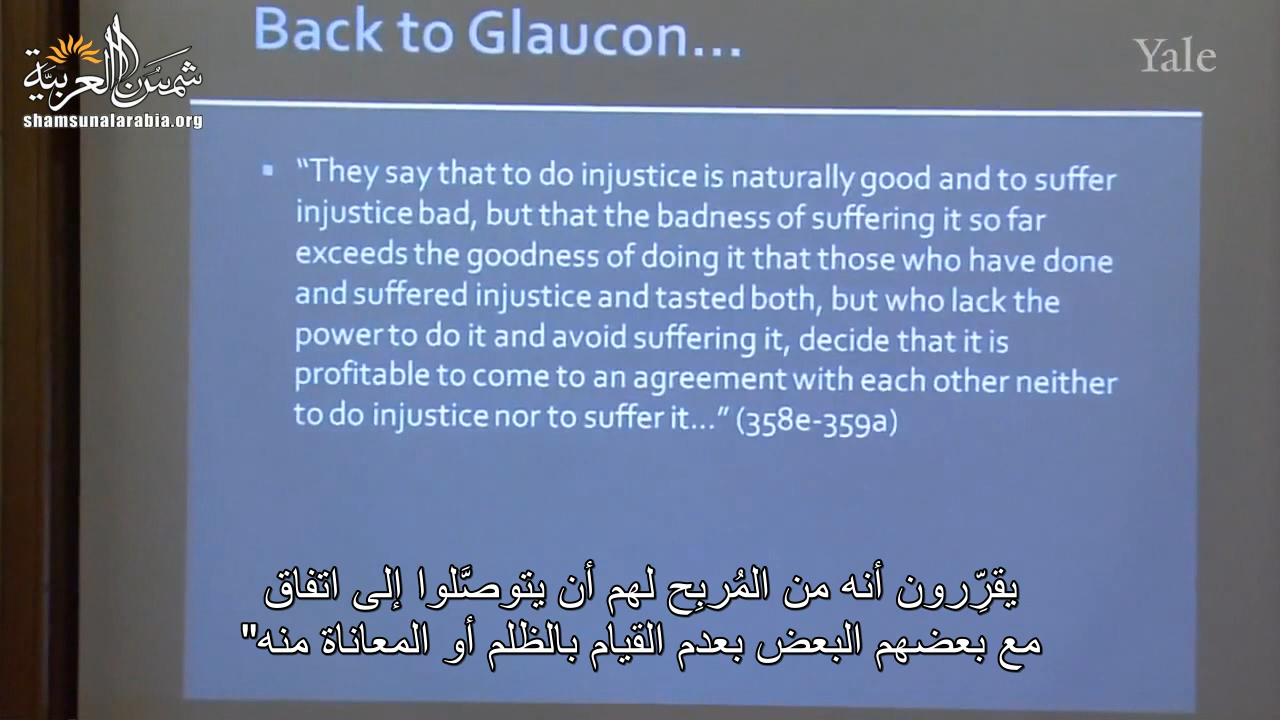 Back to Glaucon...
Yale
شمس العربية
shamsunalarabia.org
▪ “They say that to do injustice is naturally good and to suffer
injustice bad, but that the badness of suffering it so far
exceeds the goodness of doing it that those who have done
and suffered injustice and tasted both, but who lack the
power to do it and avoid suffering it, decide that it is
profitable to come to an agreement with each other neither
to do injustice nor to suffer it...” (358e-359a)
يقرِّرون أنه من المُربِح لهم أن يتوصَّلوا إلى اتفاق
مع بعضهم البعض بعدم القيام بالظلم أو المعاناة منه"